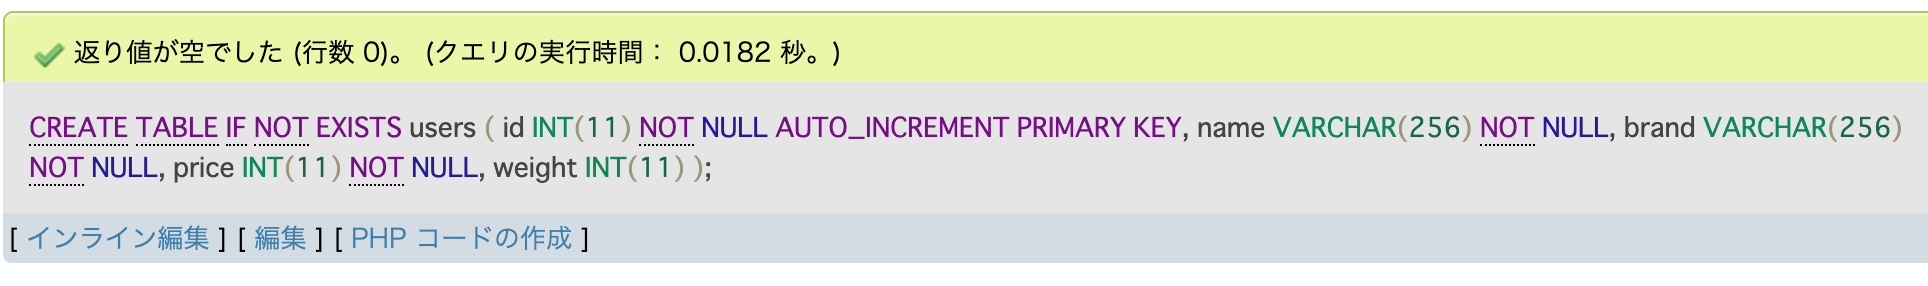 返り値が空でした (行数 0)。 (クエリの実行時間： 0.0182 秒。)
CREATE TABLE IF NOT EXISTS users ( id INT(11) NOT NULL AUTO_INCREMENT PRIMARY KEY, name VARCHAR(256) NOT NULL, brand VARCHAR(256)
NOT NULL, price INT(11) NOT NULL, weight INT(11) );
[ インライン編集 ] [ 編集 ] [ PHP コードの作成 ]